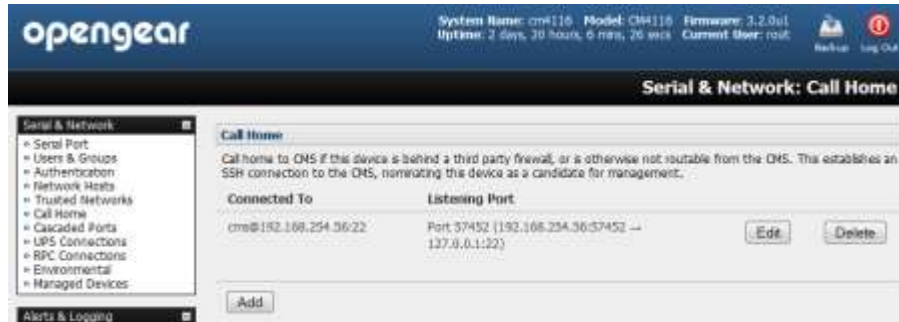 opengear
System Name: cm4116 Model: CM4116 Firmware: 3.2.0u1
Uptime: 2 days, 20 hours, 6 mins, 26 secs Current User: root
Backup Log Out
Serial & Network: Call Home
Serial & Network
» Serial Port
» Users & Groups
» Authentication
» Network Hosts
» Trusted Networks
» Call Home
» Cascaded Ports
» UPS Connections
» RPC Connections
» Environmental
» Managed Devices
Alerts & Logging
Call Home
Call home to CMS if this device is behind a third party firewall, or is otherwise not routable from the CMS. This establishes an
SSH connection to the CMS, nominating this device as a candidate for management.
Connected To Listening Port
cms@192.168.254.36:22 Port 57452 (192.168.254.36:57452 →
127.0.0.1:22)
Edit Delete
Add